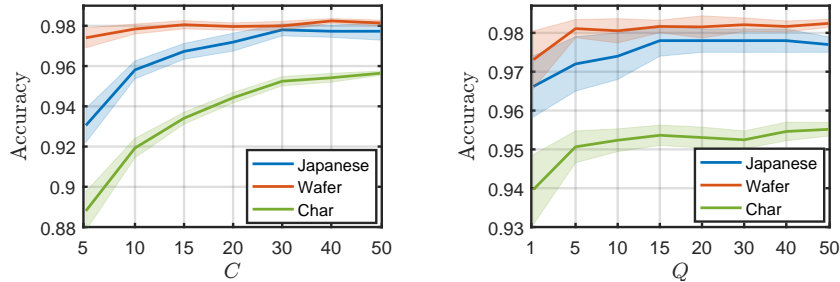 0.98
0.96
0.94
0.92
0.9
0.88
Accuracy
5 10 15 20 30 40 50
C
Japanese
Wafer
Char
0.98
0.97
0.96
0.95
0.94
0.93
Accuracy
1 5 10 15 20 30 40 50
Q
Japanese
Wafer
Char